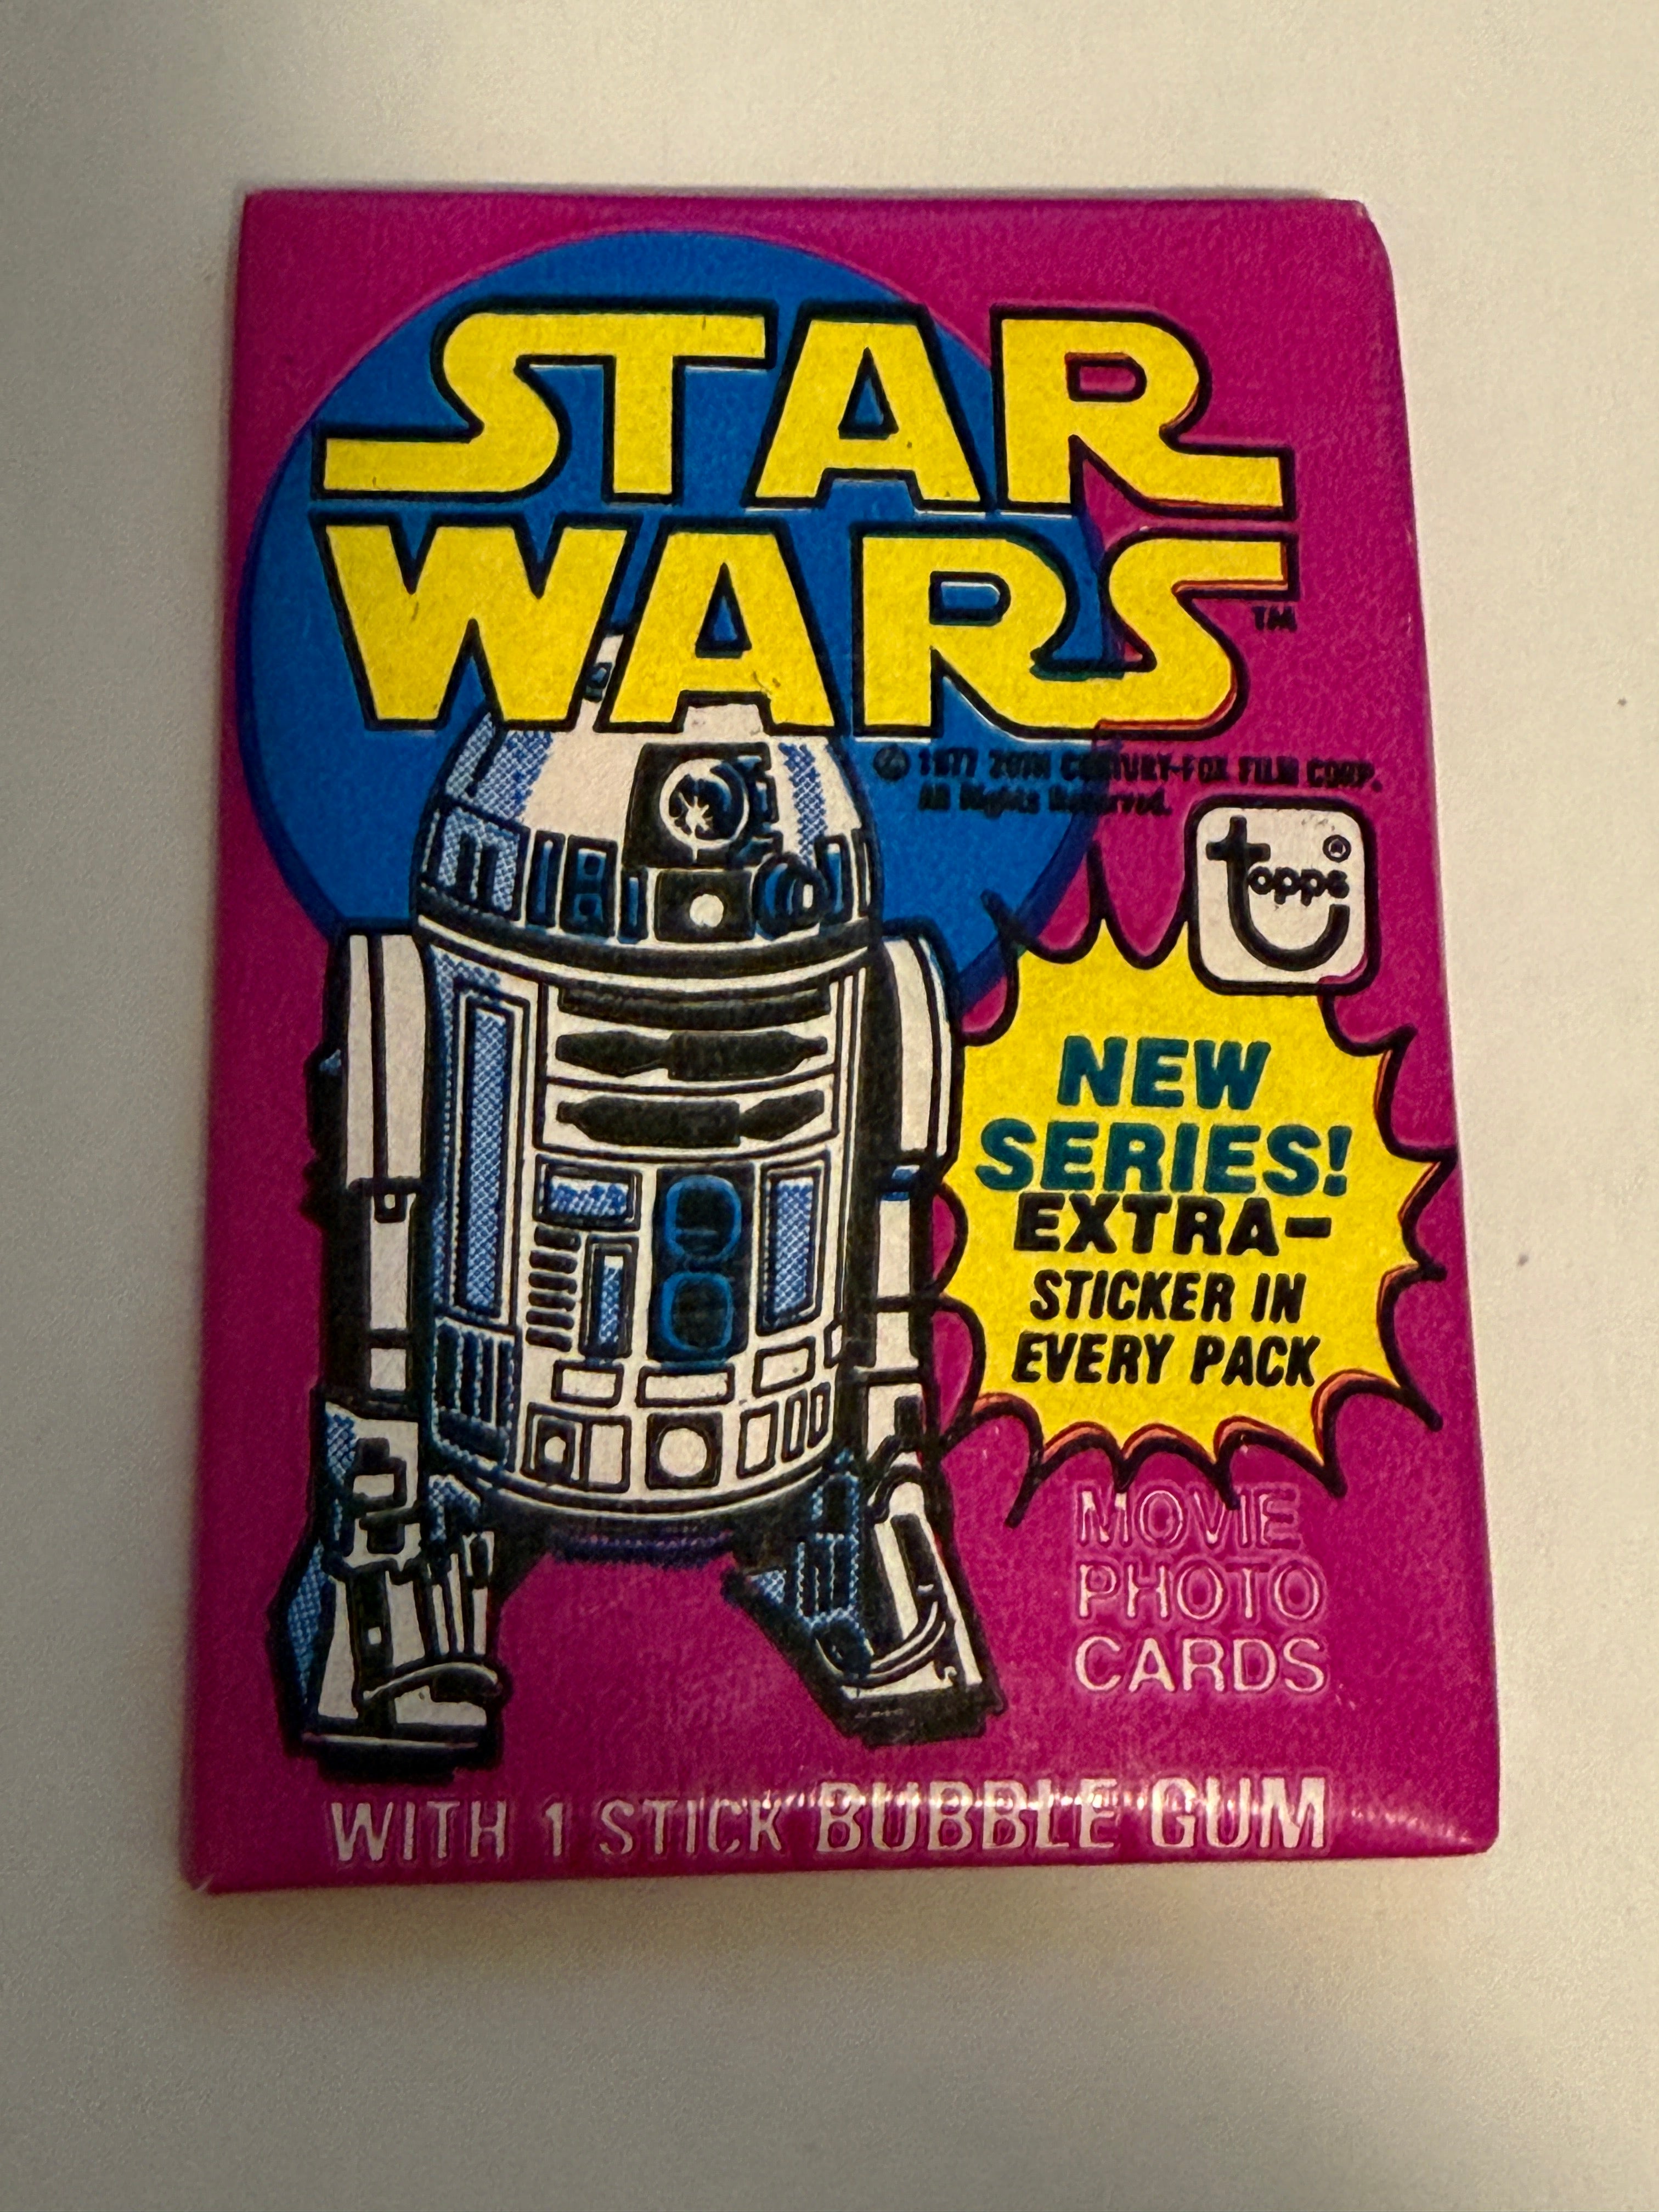 STAR
WARS
TM
© 1977 20TH CENTURY-FOX FILM CORP.
All Rights Reserved.
topps®
NEW
SERIES!
EXTRA-
STICKER IN
EVERY PACK
MOVIE
PHOTO
CARDS
WITH 1 STICK BUBBLE GUM